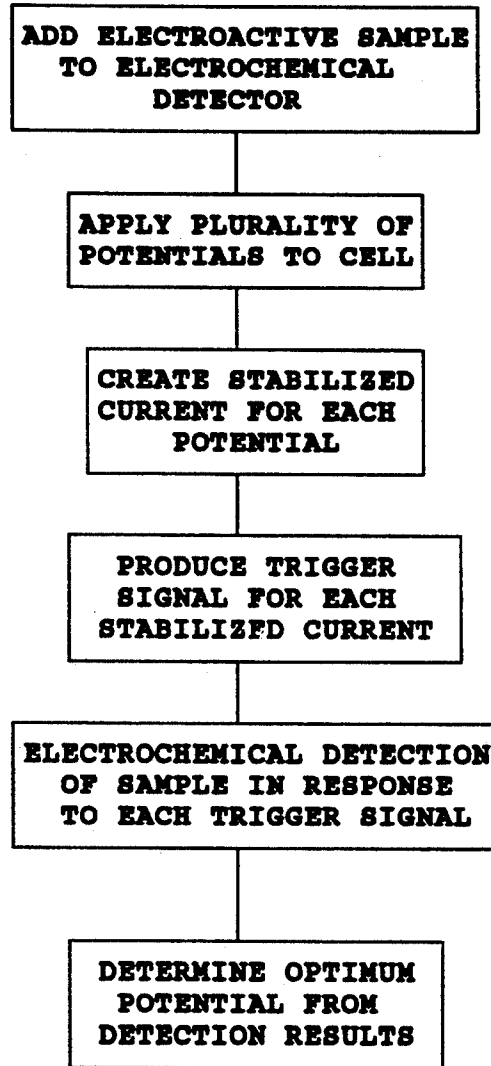 ADD ELECTROACTIVE SAMPLE
TO ELECTROCHEMICAL
DETECTOR
APPLY PLURALITY OF
POTENTIALS TO CELL
CREATE STABILIZED
CURRENT FOR EACH
POTENTIAL
PRODUCE TRIGGER
SIGNAL FOR EACH
STABILIZED CURRENT
ELECTROCHEMICAL DETECTION
OF SAMPLE IN RESPONSE
TO EACH TRIGGER SIGNAL
DETERMINE OPTIMUM
POTENTIAL FROM
DETECTION RESULTS